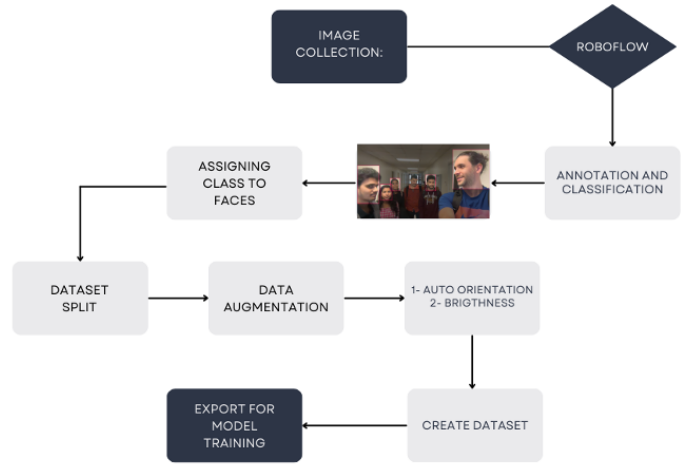 IMAGE
COLLECTION:
ROBOFLOW
ANNOTATION AND
CLASSIFICATION
ASSIGNING
CLASS TO
FACES
DATASET
SPLIT
DATA
AUGMENTATION
1- AUTO ORIENTATION
2- BRIGTHNESS
CREATE DATASET
EXPORT FOR
MODEL
TRAINING